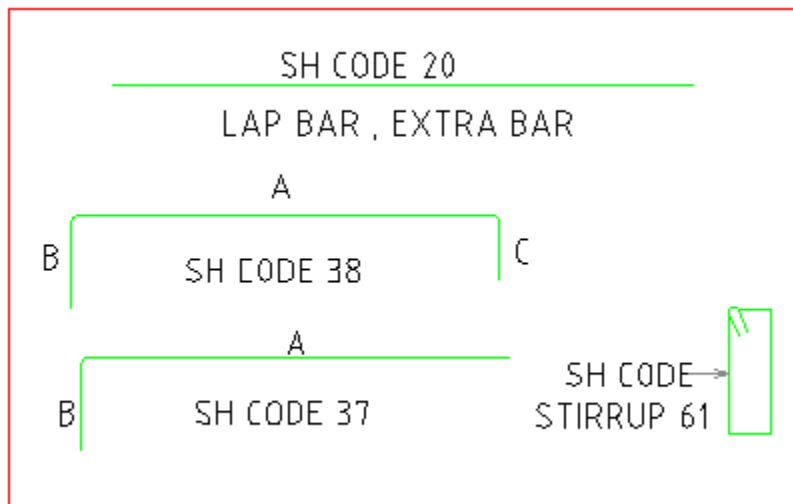 SH CODE 20
LAP BAR , EXTRA BAR
A
B
SH CODE 38
C
A
B
SH CODE 37
SH CODE
STIRRUP 61